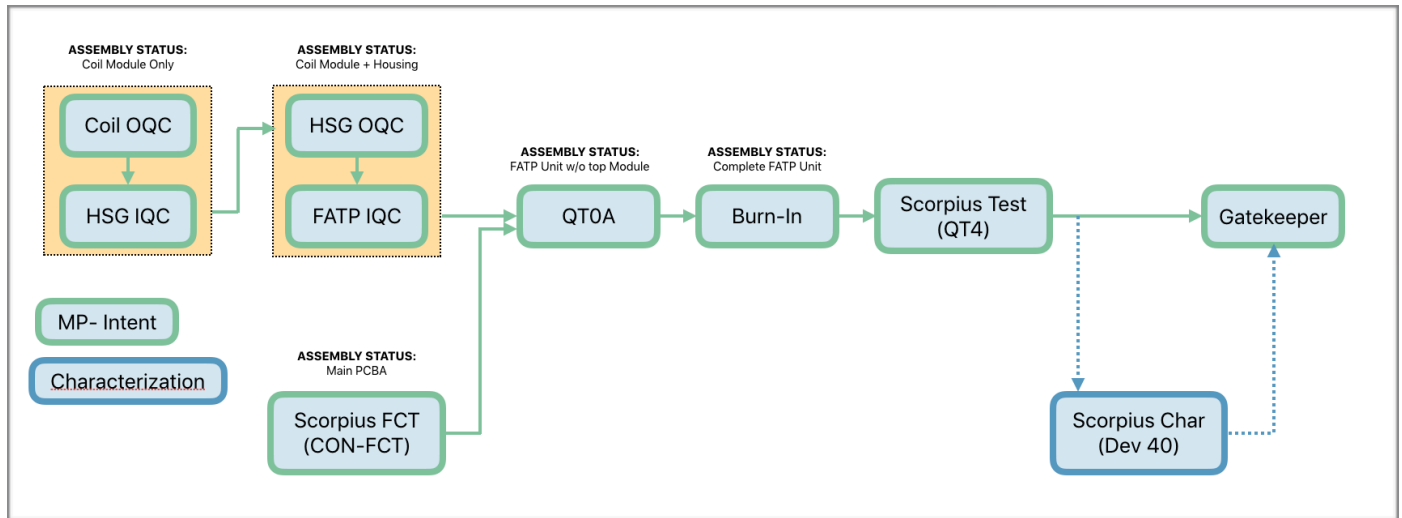 ASSEMBLY STATUS:
Coil Module Only
Coil OQC
HSG IQC
ASSEMBLY STATUS:
Coil Module + Housing
HSG OQC
FATP IQC
ASSEMBLY STATUS:
FATP Unit w/o top Module
QT0A
ASSEMBLY STATUS:
Complete FATP Unit
Burn-In
Scorpius Test
(QT4)
Gatekeeper
MP- Intent
Characterization
ASSEMBLY STATUS:
Main PCBA
Scorpius FCT
(CON-FCT)
Scorpius Char
(Dev 40)